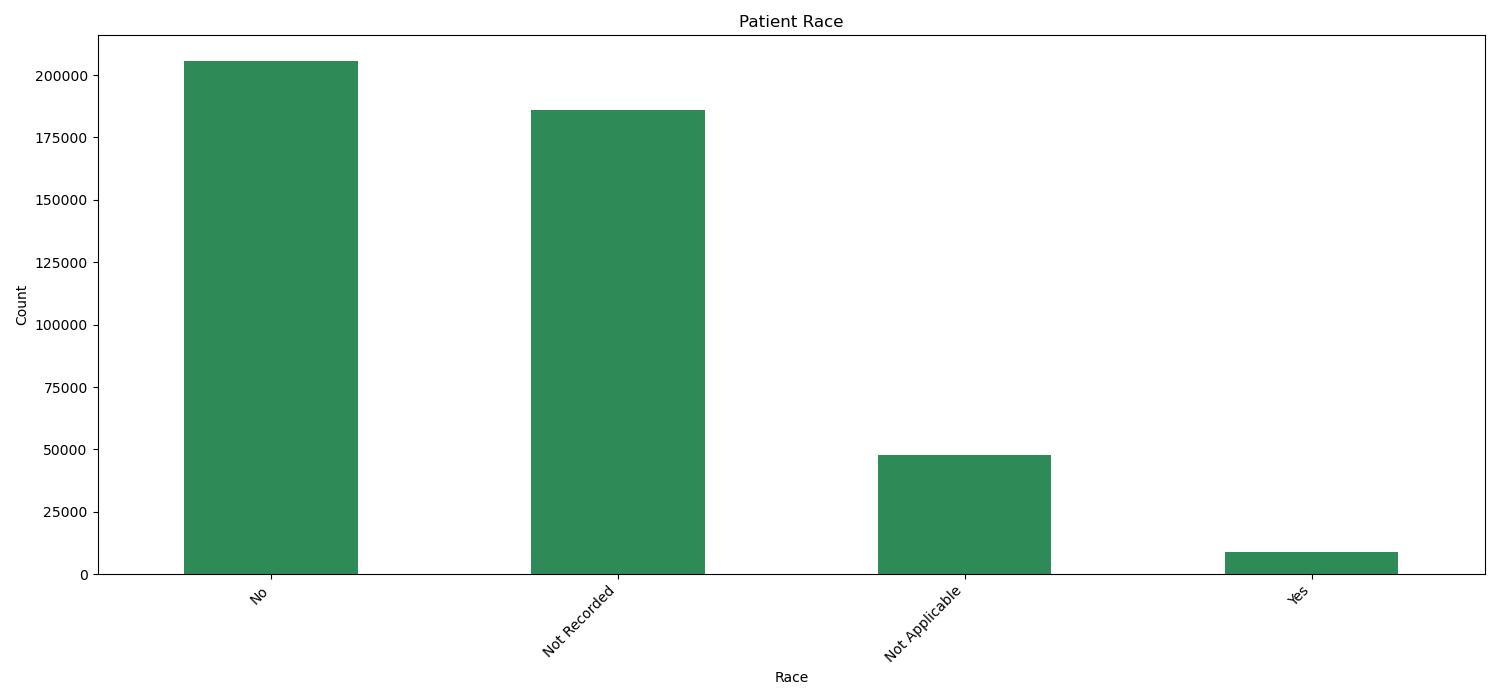 Patient Race
200000
175000
150000
125000
100000
75000
50000
25000
0
Count
No
Not Recorded
Not Applicable
Yes
Race